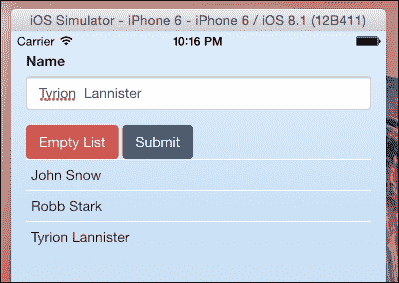 iOS Simulator - iPhone 6 - iPhone 6 / iOS 8.1 (12B411)
Carrier 10:16 PM
Name
Tyrion Lannister
Empty List Submit
John Snow
Robb Stark
Tyrion Lannister